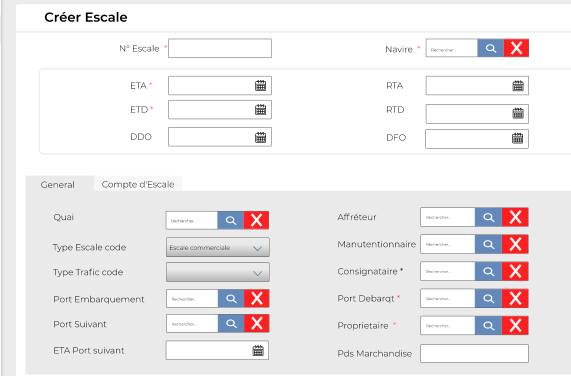 Créer Escale
N° Escale *
Navire * Rechercher...
ETA *
RTA
ETD *
RTD
DDO
DFO
General Compte d'Escale
Quai Rechercher...
Affréteur Rechercher...
Type Escale code Escale commerciale
Manutentionnaire Rechercher...
Type Trafic code
Consignataire * Rechercher...
Port Embarquement Rechercher...
Port Debarqt * Rechercher...
Port Suivant Rechercher...
Proprietaire * Rechercher...
ETA Port suivant
Pds Marchandise